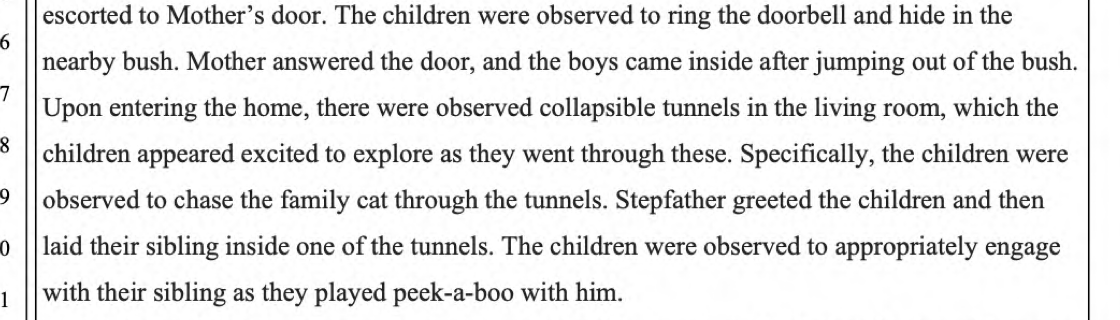 escorted to Mother’s door. The children were observed to ring the doorbell and hide in the
6
nearby bush. Mother answered the door, and the boys came inside after jumping out of the bush.
7
Upon entering the home, there were observed collapsible tunnels in the living room, which the
8
children appeared excited to explore as they went through these. Specifically, the children were
9
observed to chase the family cat through the tunnels. Stepfather greeted the children and then
0
laid their sibling inside one of the tunnels. The children were observed to appropriately engage
1
with their sibling as they played peek-a-boo with him.